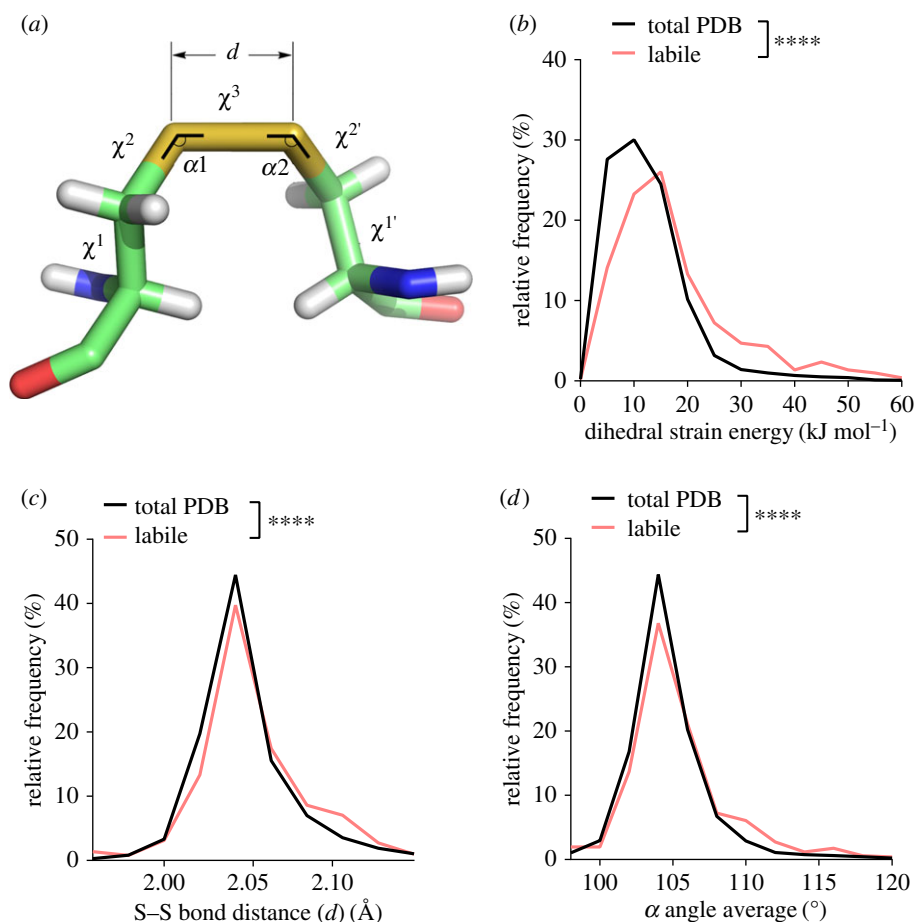 (a)
d
χ3
χ2
χ2'
α1
α2
χ1
χ1'
(b)
total PDB
labile
****
40
30
20
10
0
relative frequency (%)
0 10 20 30 40 50 60
dihedral strain energy (kJ mol–1)
(c)
total PDB
labile
****
50
40
30
20
10
0
relative frequency (%)
2.00 2.05 2.10
S–S bond distance (d) (Å)
(d)
total PDB
labile
****
50
40
30
20
10
0
relative frequency (%)
100 105 110 115 120
α angle average (°)